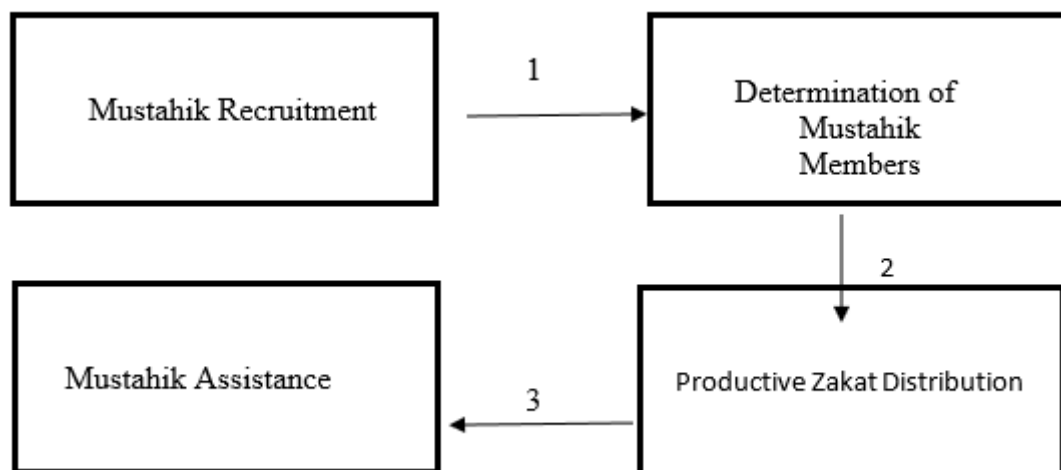 Mustahik Recruitment
1
Determination of
Mustahik
Members
2
Productive Zakat Distribution
3
Mustahik Assistance